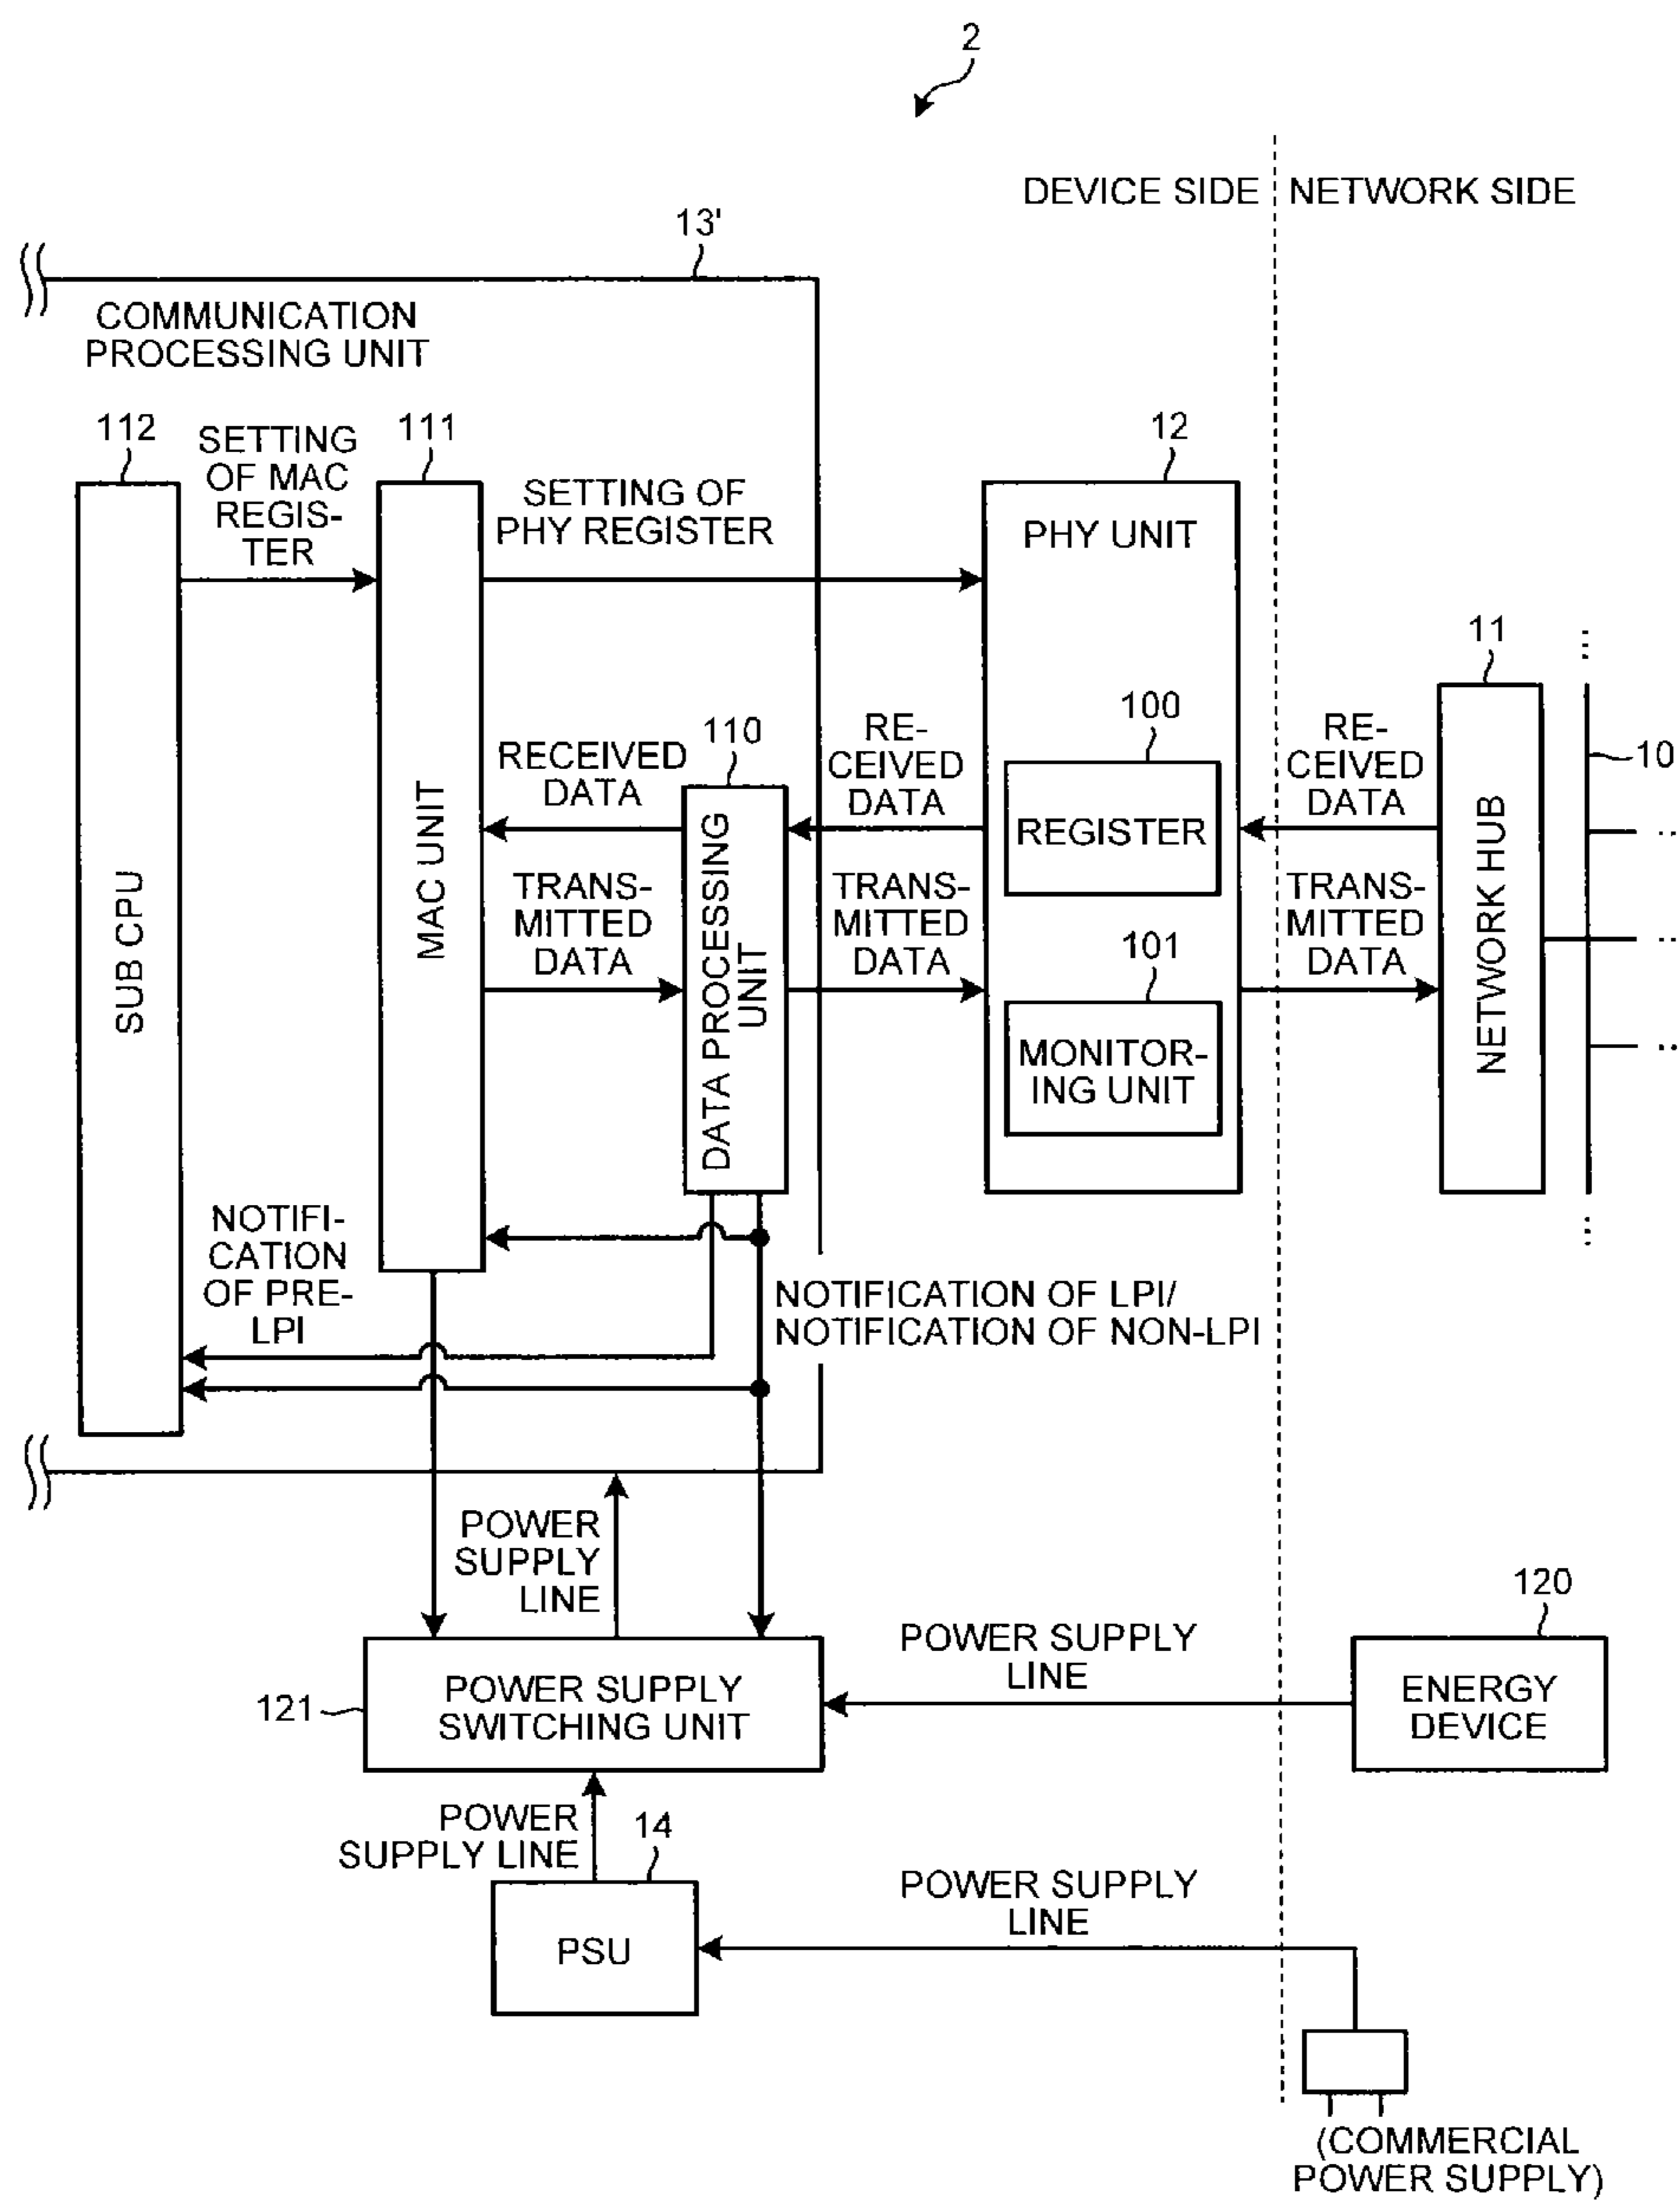 2
DEVICE SIDE
NETWORK SIDE
13'
COMMUNICATION
PROCESSING UNIT
112
SETTING
OF MAC
REGIS-
TER
111
SETTING OF
PHY REGISTER
12
PHY UNIT
11
10
100
REGISTER
101
MONITOR-
ING UNIT
110
RECEIVED
DATA
RE-
CEIVED
DATA
RE-
CEIVED
DATA
TRANS-
MITTED
DATA
TRANS-
MITTED
DATA
TRANS-
MITTED
DATA
SUB CPU
MAC UNIT
DATA PROCESSING
UNIT
NETWORK HUB
NOTIFI-
CATION
OF PRE-
LPI
NOTIFICATION OF LPI/
NOTIFICATION OF NON-LPI
POWER
SUPPLY
LINE
121
POWER SUPPLY
SWITCHING UNIT
POWER SUPPLY
LINE
120
ENERGY
DEVICE
POWER
SUPPLY LINE
14
PSU
POWER SUPPLY
LINE
(COMMERCIAL
POWER SUPPLY)